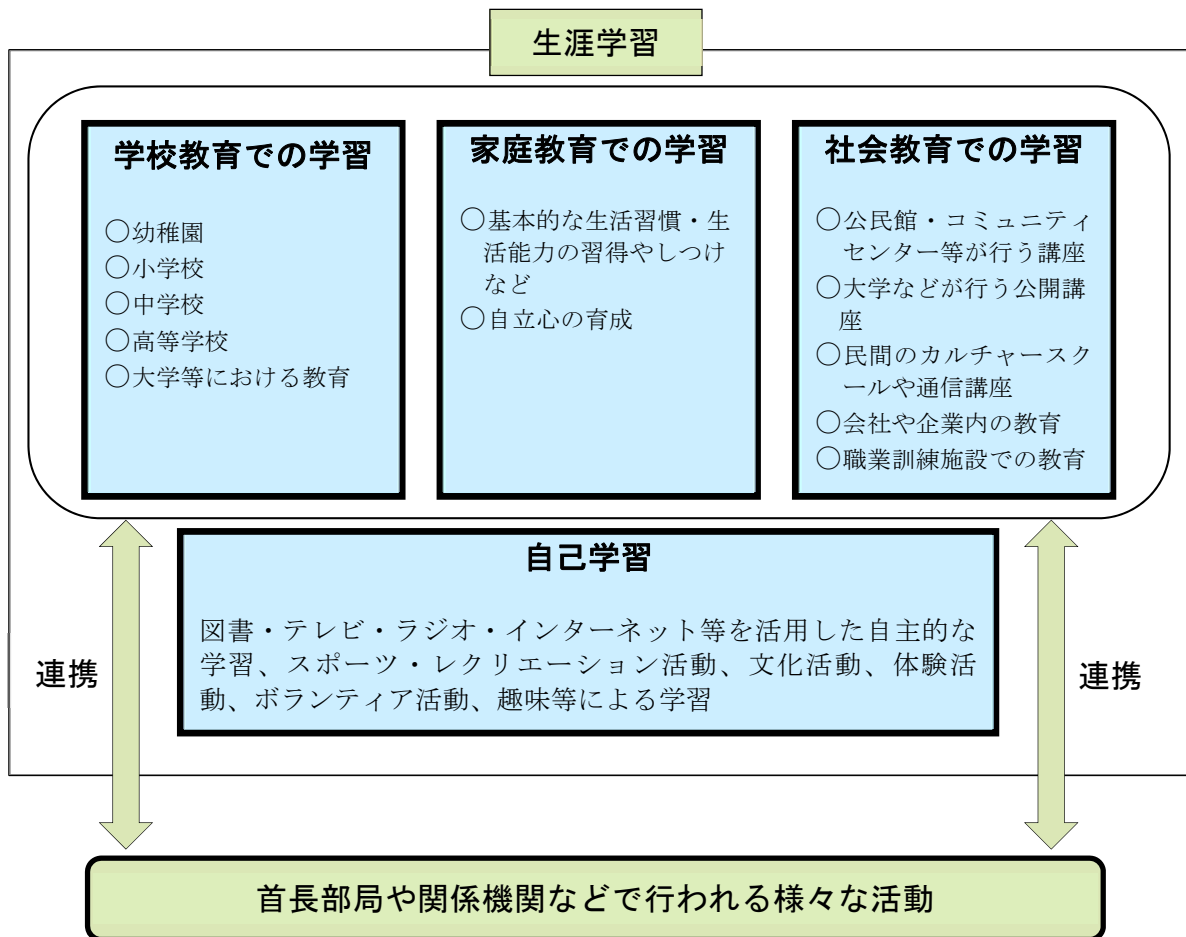 生涯学習
学校教育での学習
○幼稚園
○小学校
○中学校
○高等学校
○大学等における教育
家庭教育での学習
○基本的な生活習慣・生
活能力の習得やしつけ
など
○自立心の育成
社会教育での学習
○公民館・コミュニティ
センター等が行う講座
○大学などが行う公開講
座
○民間のカルチャースク
ールや通信講座
○会社や企業内の教育
○職業訓練施設での教育
自己学習
図書・テレビ・ラジオ・インターネット等を活用した自主的な
学習、スポーツ・レクリエーション活動、文化活動、体験活
動、ボランティア活動、趣味等による学習
連携
連携
首長部局や関係機関などで行われる様々な活動